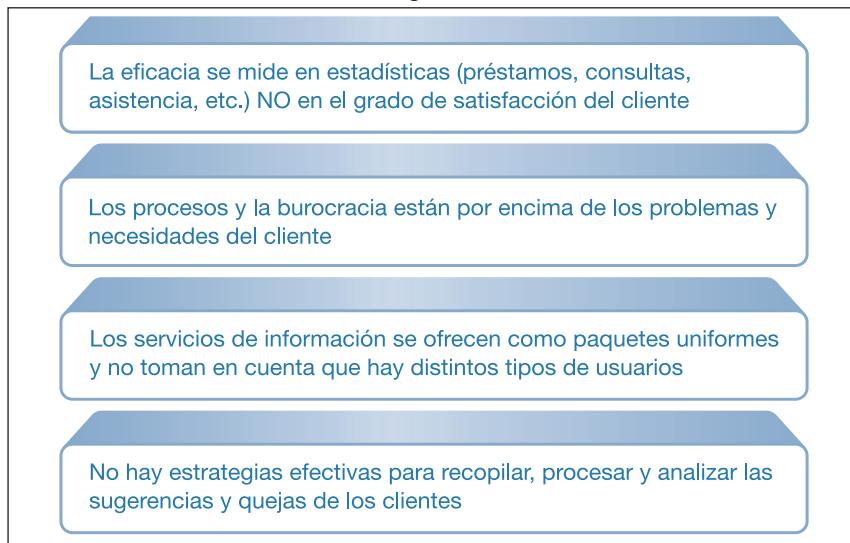 La eficacia se mide en estadísticas (préstamos, consultas,
asistencia, etc.) NO en el grado de satisfacción del cliente
Los procesos y la burocracia están por encima de los problemas y
necesidades del cliente
Los servicios de información se ofrecen como paquetes uniformes
y no toman en cuenta que hay distintos tipos de usuarios
No hay estrategias efectivas para recopilar, procesar y analizar las
sugerencias y quejas de los clientes